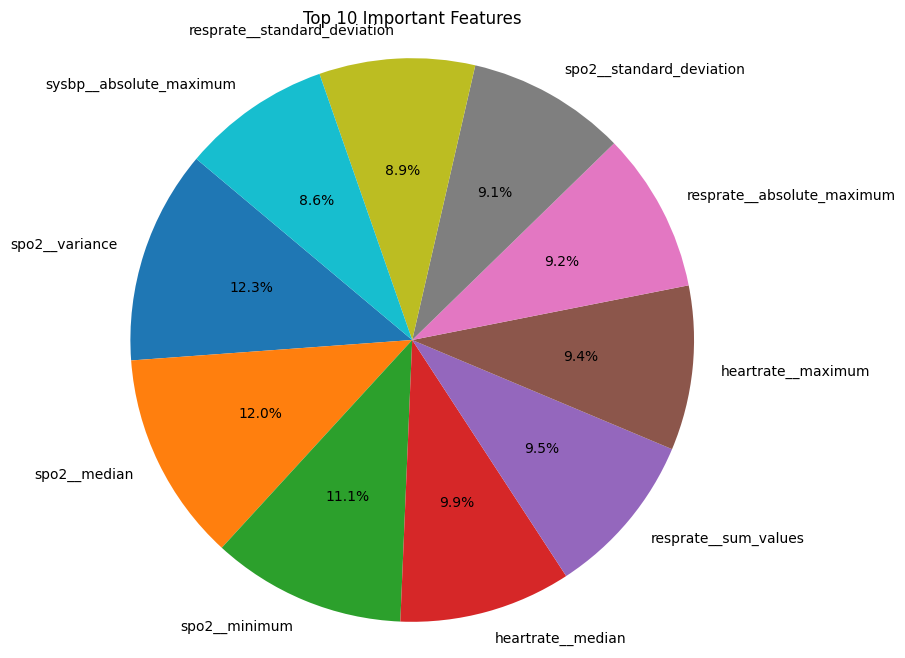 Top 10 Important Features
resprate__standard_deviation
spo2__standard_deviation
sysbp__absolute_maximum
8.9%
9.1%
8.6%
resprate__absolute_maximum
spo2__variance
9.2%
12.3%
9.4%
heartrate__maximum
12.0%
9.5%
spo2__median
11.1%
9.9%
resprate__sum_values
spo2__minimum
heartrate__median